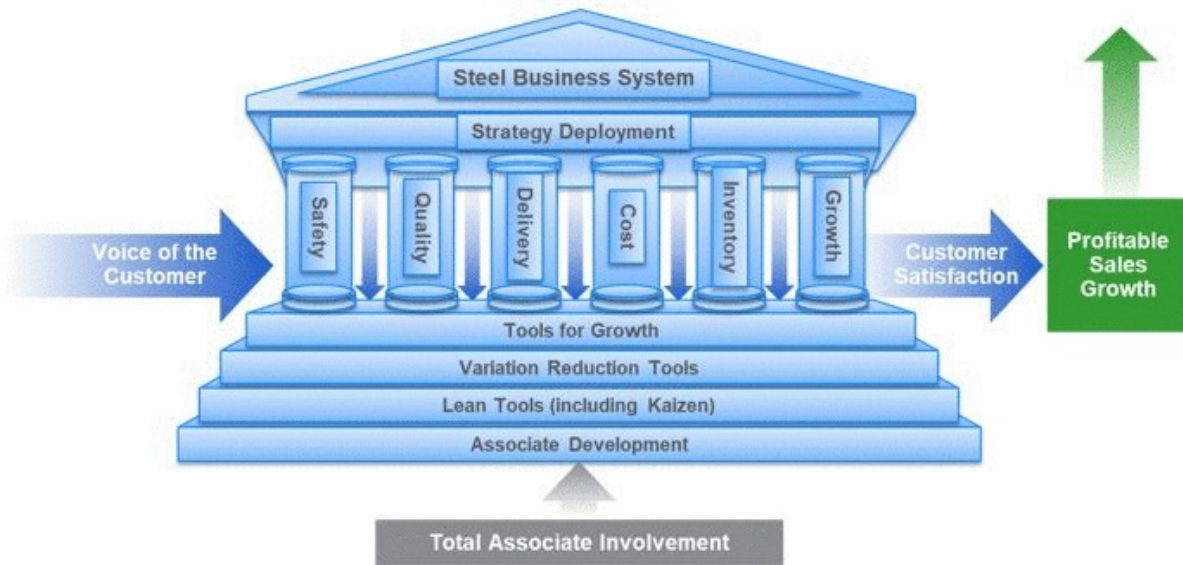 Steel Business System
Strategy Deployment
Safety
Quality
Delivery
Cost
Inventory
Growth
Voice of the
Customer
Customer
Satisfaction
Profitable
Sales
Growth
Tools for Growth
Variation Reduction Tools
Lean Tools (including Kaizen)
Associate Development
Total Associate Involvement